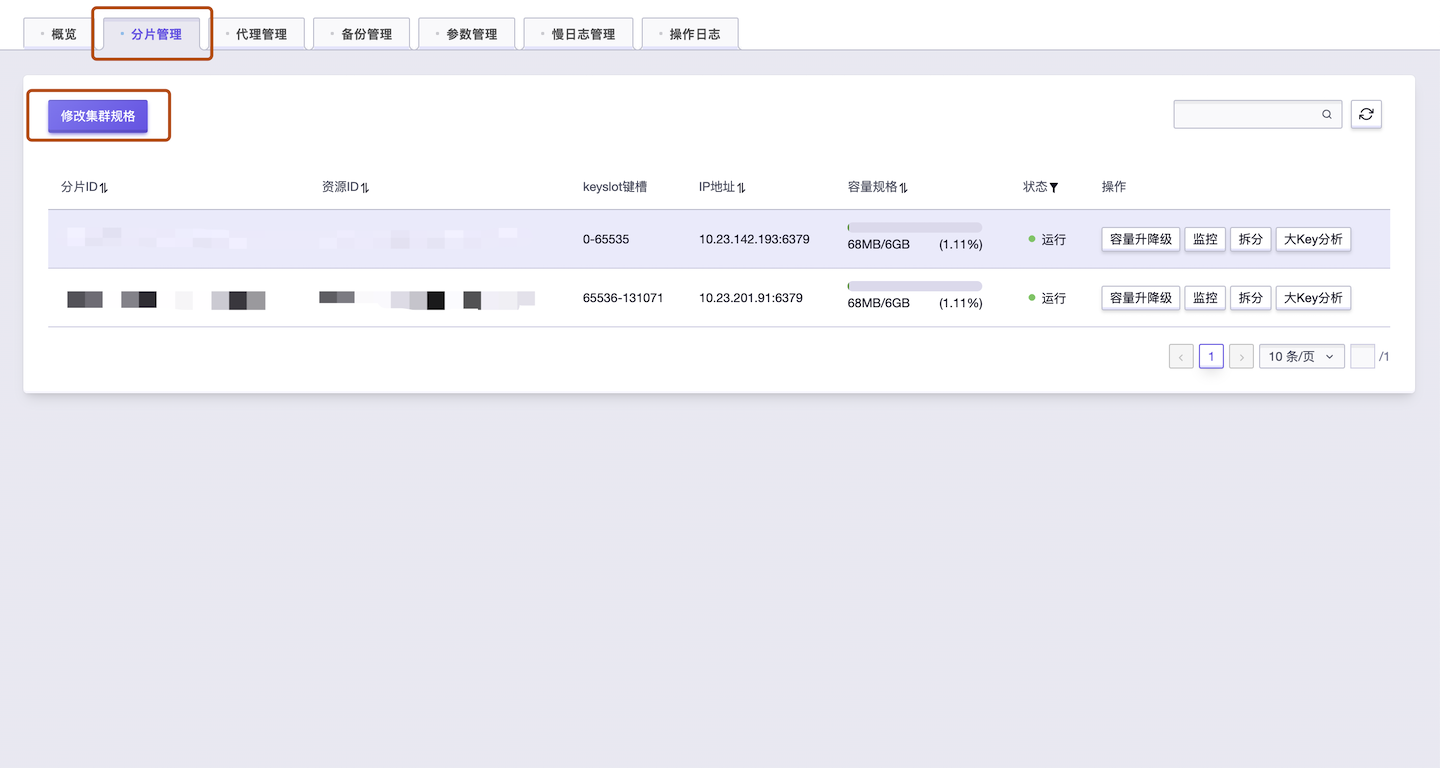 概览 分片管理 代理管理 备份管理 参数管理 慢日志管理 操作日志
修改集群规格
分片ID 资源ID keyslot键槽 IP地址 容量规格 状态 操作
0-65535 10.23.142.193:6379 68MB/6GB (1.11%) 运行 容量升降级 监控 拆分 大Key分析
65536-131071 10.23.201.91:6379 68MB/6GB (1.11%) 运行 容量升降级 监控 拆分 大Key分析
1 10 条/页 /1